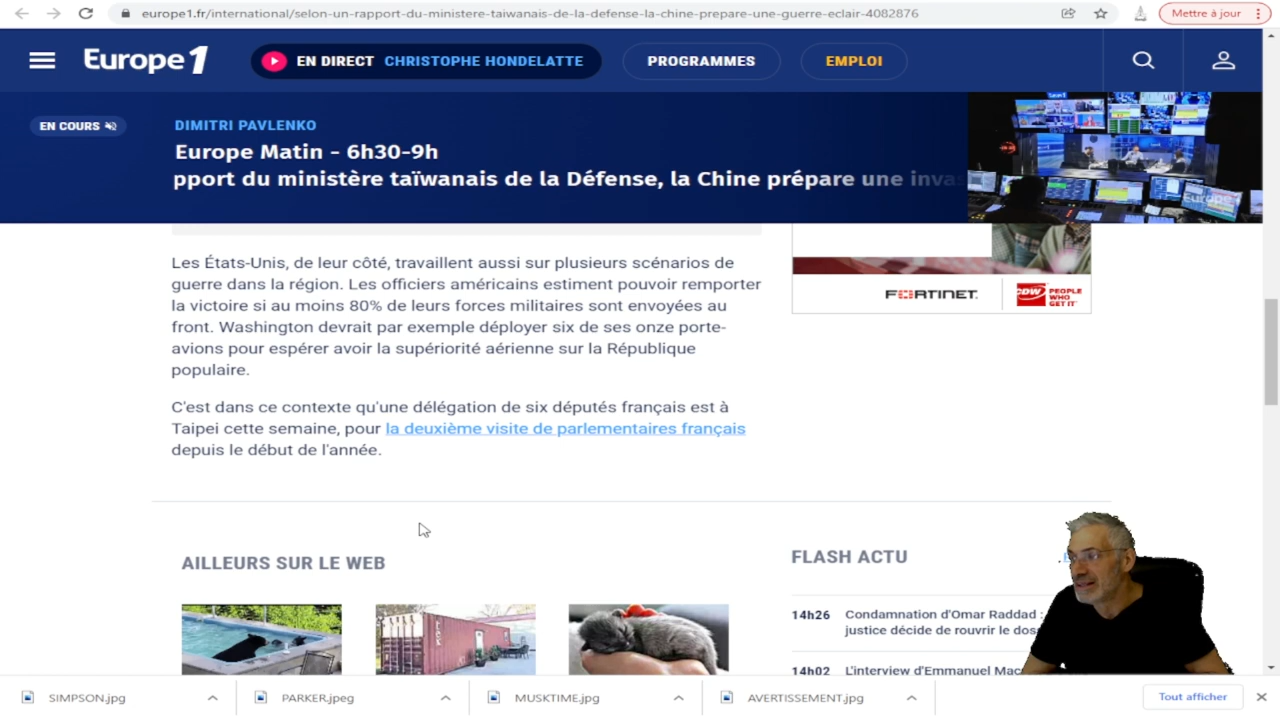 europe1.fr/international/selon-un-rapport-du-ministere-taiwanais-de-la-defense-la-chine-prepare-une-guerre-eclair-4082876
Mettre à jour
Europe 1
EN DIRECT CHRISTOPHE HONDELATTE
PROGRAMMES
EMPLOI
EN COURS
DIMITRI PAVLENKO
Europe Matin - 6h30-9h
pport du ministère taïwanais de la Défense, la Chine prépare une inva
Les États-Unis, de leur côté, travaillent aussi sur plusieurs scénarios de
guerre dans la région. Les officiers américains estiment pouvoir remporter
la victoire si au moins 80% de leurs forces militaires sont envoyées au
front. Washington devrait par exemple déployer six de ses onze porte-
avions pour espérer avoir la supériorité aérienne sur la République
populaire.
C'est dans ce contexte qu'une délégation de six députés français est à
Taipei cette semaine, pour la deuxième visite de parlementaires français
depuis le début de l'année.
FORTINET
CDW PEOPLE
WHO
GET IT
AILLEURS SUR LE WEB
FLASH ACTU
14h26 Condamnation d'Omar Raddad :
justice décide de rouvrir le dos
14h02 L'interview d'Emmanuel Mac
SIMPSON.jpg
PARKER.jpeg
MUSKTIME.jpg
AVERTISSEMENT.jpg
Tout afficher